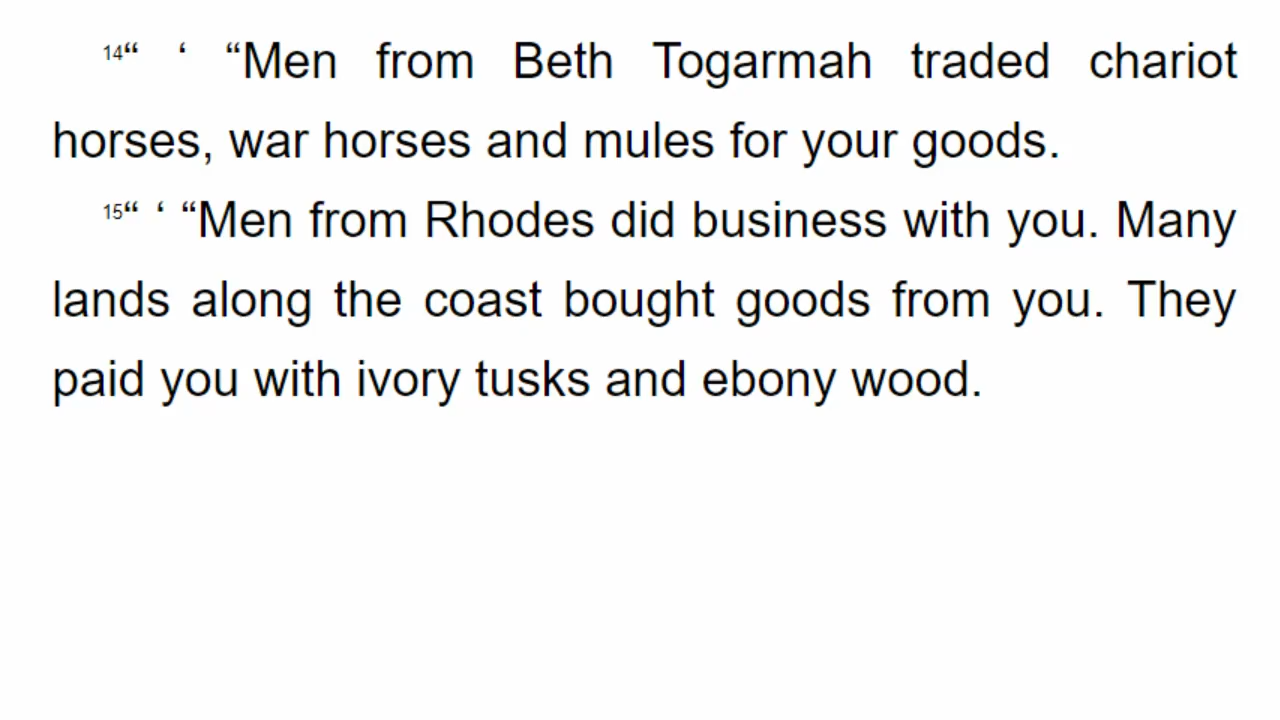 14“ ‘ “Men from Beth Togarmah traded chariot
horses, war horses and mules for your goods.
15“ ‘ “Men from Rhodes did business with you. Many
lands along the coast bought goods from you. They
paid you with ivory tusks and ebony wood.